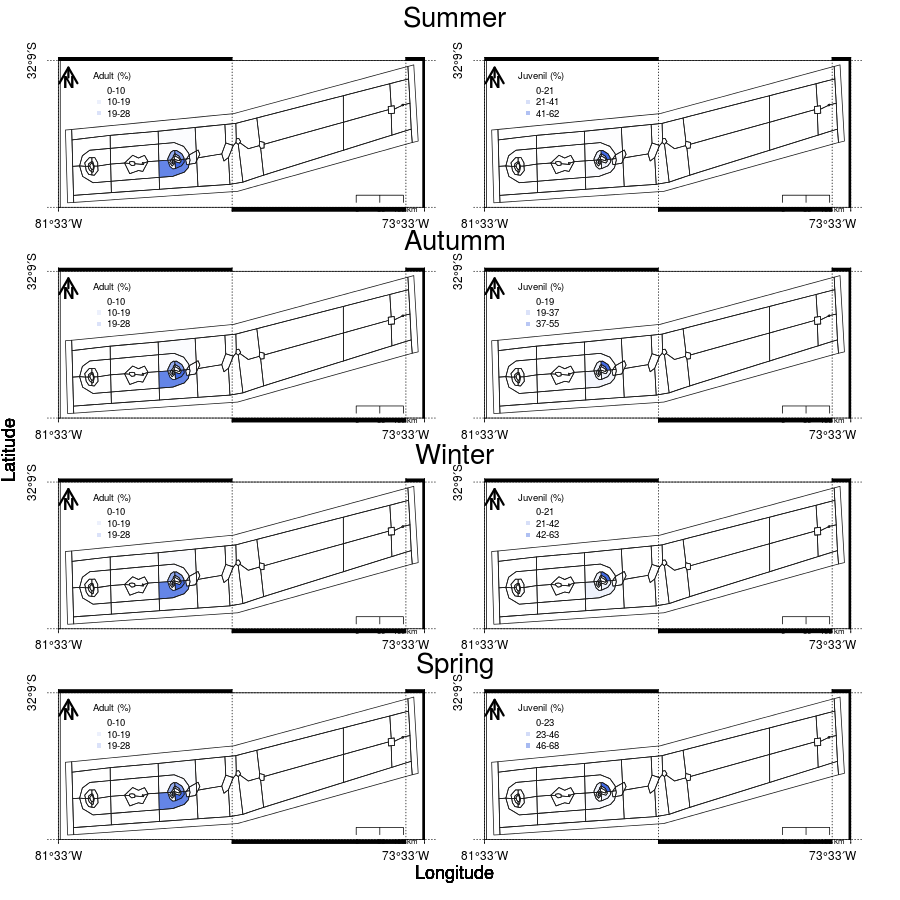 Summer
32°9′S
N
Adult (%)
0-10
10-19
19-28
81°33′W
73°33′W
32°9′S
N
Juvenil (%)
0-21
21-41
41-62
km
81°33′W
73°33′W
Autumm
32°9′S
N
Adult (%)
0-10
10-19
19-28
81°33′W
73°33′W
32°9′S
N
Juvenil (%)
0-19
19-37
37-55
km
81°33′W
73°33′W
Latitude
Winter
32°9′S
N
Adult (%)
0-10
10-19
19-28
km
81°33′W
73°33′W
32°9′S
N
Juvenil (%)
0-21
21-42
42-63
km
81°33′W
73°33′W
Spring
32°9′S
N
Adult (%)
0-10
10-19
19-28
km
81°33′W
73°33′W
32°9′S
N
Juvenil (%)
0-23
23-46
46-68
km
81°33′W
73°33′W
Longitude